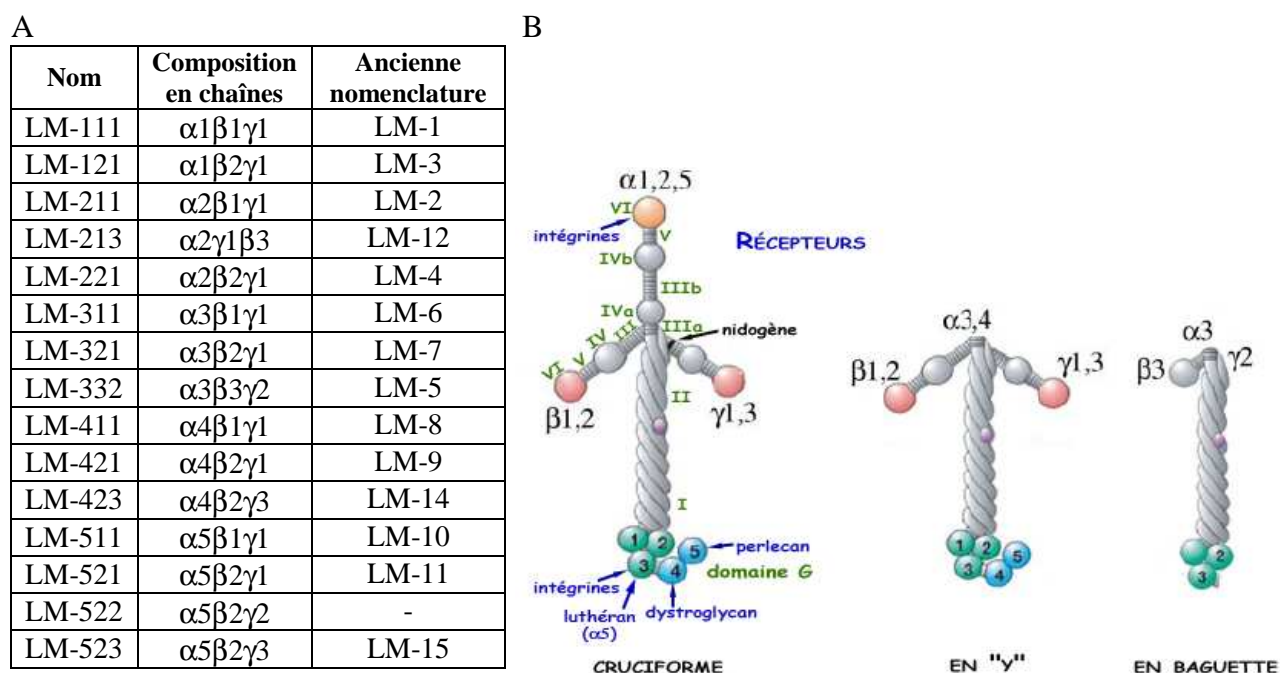 A
Nom Composition en chaînes Ancienne nomenclature
LM-111 α1β1γ1 LM-1
LM-121 α1β2γ1 LM-3
LM-211 α2β1γ1 LM-2
LM-213 α2γ1β3 LM-12
LM-221 α2β2γ1 LM-4
LM-311 α3β1γ1 LM-6
LM-321 α3β2γ1 LM-7
LM-332 α3β3γ2 LM-5
LM-411 α4β1γ1 LM-8
LM-421 α4β2γ1 LM-9
LM-423 α4β2γ3 LM-14
LM-511 α5β1γ1 LM-10
LM-521 α5β2γ1 LM-11
LM-522 α5β2γ2 -
LM-523 α5β2γ3 LM-15
B
α1,2,5
VI
intégrines
V
RÉCEPTEURS
IVb
IIIb
IVa
III IIIa
IV
V
VI
nidogène
β1,2
II
γ1,3
I
1 2
3 4 5
perlecan
domaine G
intégrines
luthéran
(α5)
dystroglycan
CRUCIFORME
α3,4
β1,2
γ1,3
1 2
3 4 5
EN "Y"
α3
β3
γ2
2
3
EN BAGUETTE